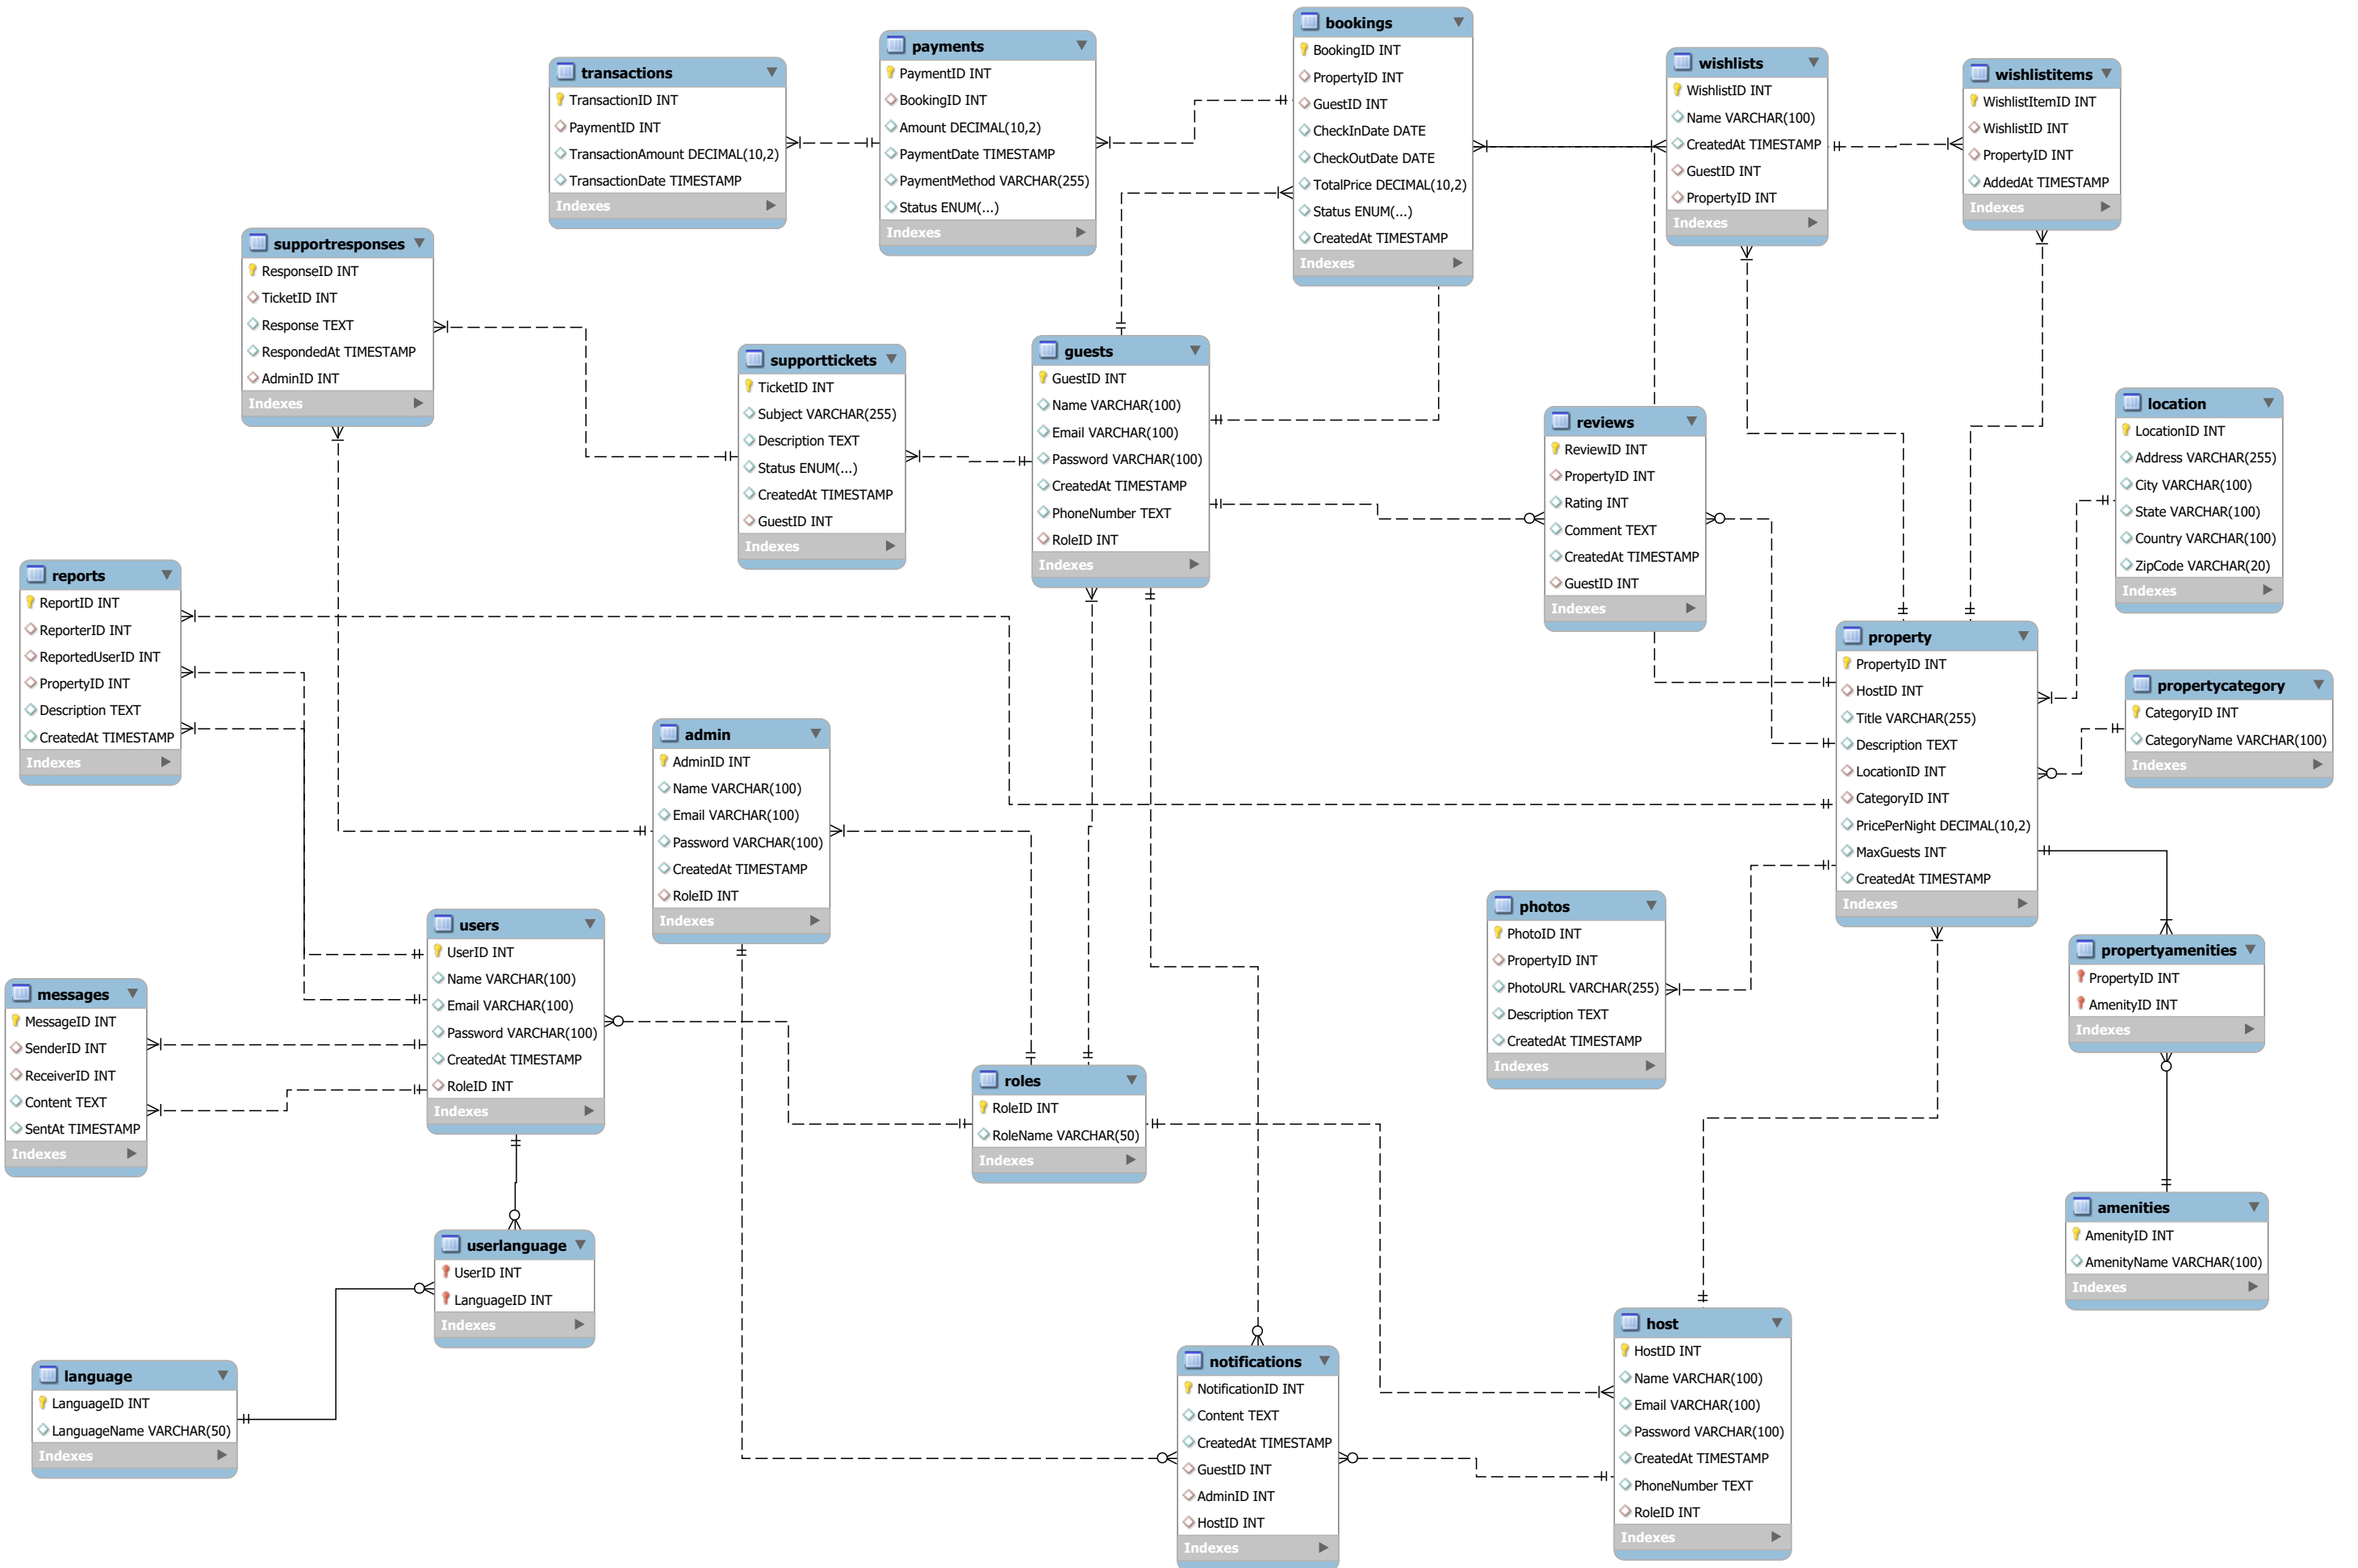 bookings
BookingID INT
PropertyID INT
GuestID INT
CheckInDate DATE
CheckOutDate DATE
TotalPrice DECIMAL(10,2)
Status ENUM(...)
CreatedAt TIMESTAMP
Indexes
payments
PaymentID INT
BookingID INT
Amount DECIMAL(10,2)
PaymentDate TIMESTAMP
PaymentMethod VARCHAR(255)
Status ENUM(...)
Indexes
transactions
TransactionID INT
PaymentID INT
TransactionAmount DECIMAL(10,2)
TransactionDate TIMESTAMP
Indexes
wishlists
WishlistID INT
Name VARCHAR(100)
CreatedAt TIMESTAMP
GuestID INT
PropertyID INT
Indexes
wishlistitems
WishlistItemID INT
WishlistID INT
PropertyID INT
AddedAt TIMESTAMP
Indexes
supportresponses
ResponseID INT
TicketID INT
Response TEXT
RespondedAt TIMESTAMP
AdminID INT
Indexes
supporttickets
TicketID INT
Subject VARCHAR(255)
Description TEXT
Status ENUM(...)
CreatedAt TIMESTAMP
GuestID INT
Indexes
guests
GuestID INT
Name VARCHAR(100)
Email VARCHAR(100)
Password VARCHAR(100)
CreatedAt TIMESTAMP
PhoneNumber TEXT
RoleID INT
Indexes
reviews
ReviewID INT
PropertyID INT
Rating INT
Comment TEXT
CreatedAt TIMESTAMP
GuestID INT
Indexes
location
LocationID INT
Address VARCHAR(255)
City VARCHAR(100)
State VARCHAR(100)
Country VARCHAR(100)
ZipCode VARCHAR(20)
Indexes
reports
ReportID INT
ReporterID INT
ReportedUserID INT
PropertyID INT
Description TEXT
CreatedAt TIMESTAMP
Indexes
property
PropertyID INT
HostID INT
Title VARCHAR(255)
Description TEXT
LocationID INT
CategoryID INT
PricePerNight DECIMAL(10,2)
MaxGuests INT
CreatedAt TIMESTAMP
Indexes
propertycategory
CategoryID INT
CategoryName VARCHAR(100)
Indexes
admin
AdminID INT
Name VARCHAR(100)
Email VARCHAR(100)
Password VARCHAR(100)
CreatedAt TIMESTAMP
RoleID INT
Indexes
users
UserID INT
Name VARCHAR(100)
Email VARCHAR(100)
Password VARCHAR(100)
CreatedAt TIMESTAMP
RoleID INT
Indexes
photos
PhotoID INT
PropertyID INT
PhotoURL VARCHAR(255)
Description TEXT
CreatedAt TIMESTAMP
Indexes
propertyamenities
PropertyID INT
AmenityID INT
Indexes
messages
MessageID INT
SenderID INT
ReceiverID INT
Content TEXT
SentAt TIMESTAMP
Indexes
roles
RoleID INT
RoleName VARCHAR(50)
Indexes
amenities
AmenityID INT
AmenityName VARCHAR(100)
Indexes
userlanguage
UserID INT
LanguageID INT
Indexes
language
LanguageID INT
LanguageName VARCHAR(50)
Indexes
notifications
NotificationID INT
Content TEXT
CreatedAt TIMESTAMP
GuestID INT
AdminID INT
HostID INT
Indexes
host
HostID INT
Name VARCHAR(100)
Email VARCHAR(100)
Password VARCHAR(100)
CreatedAt TIMESTAMP
PhoneNumber TEXT
RoleID INT
Indexes